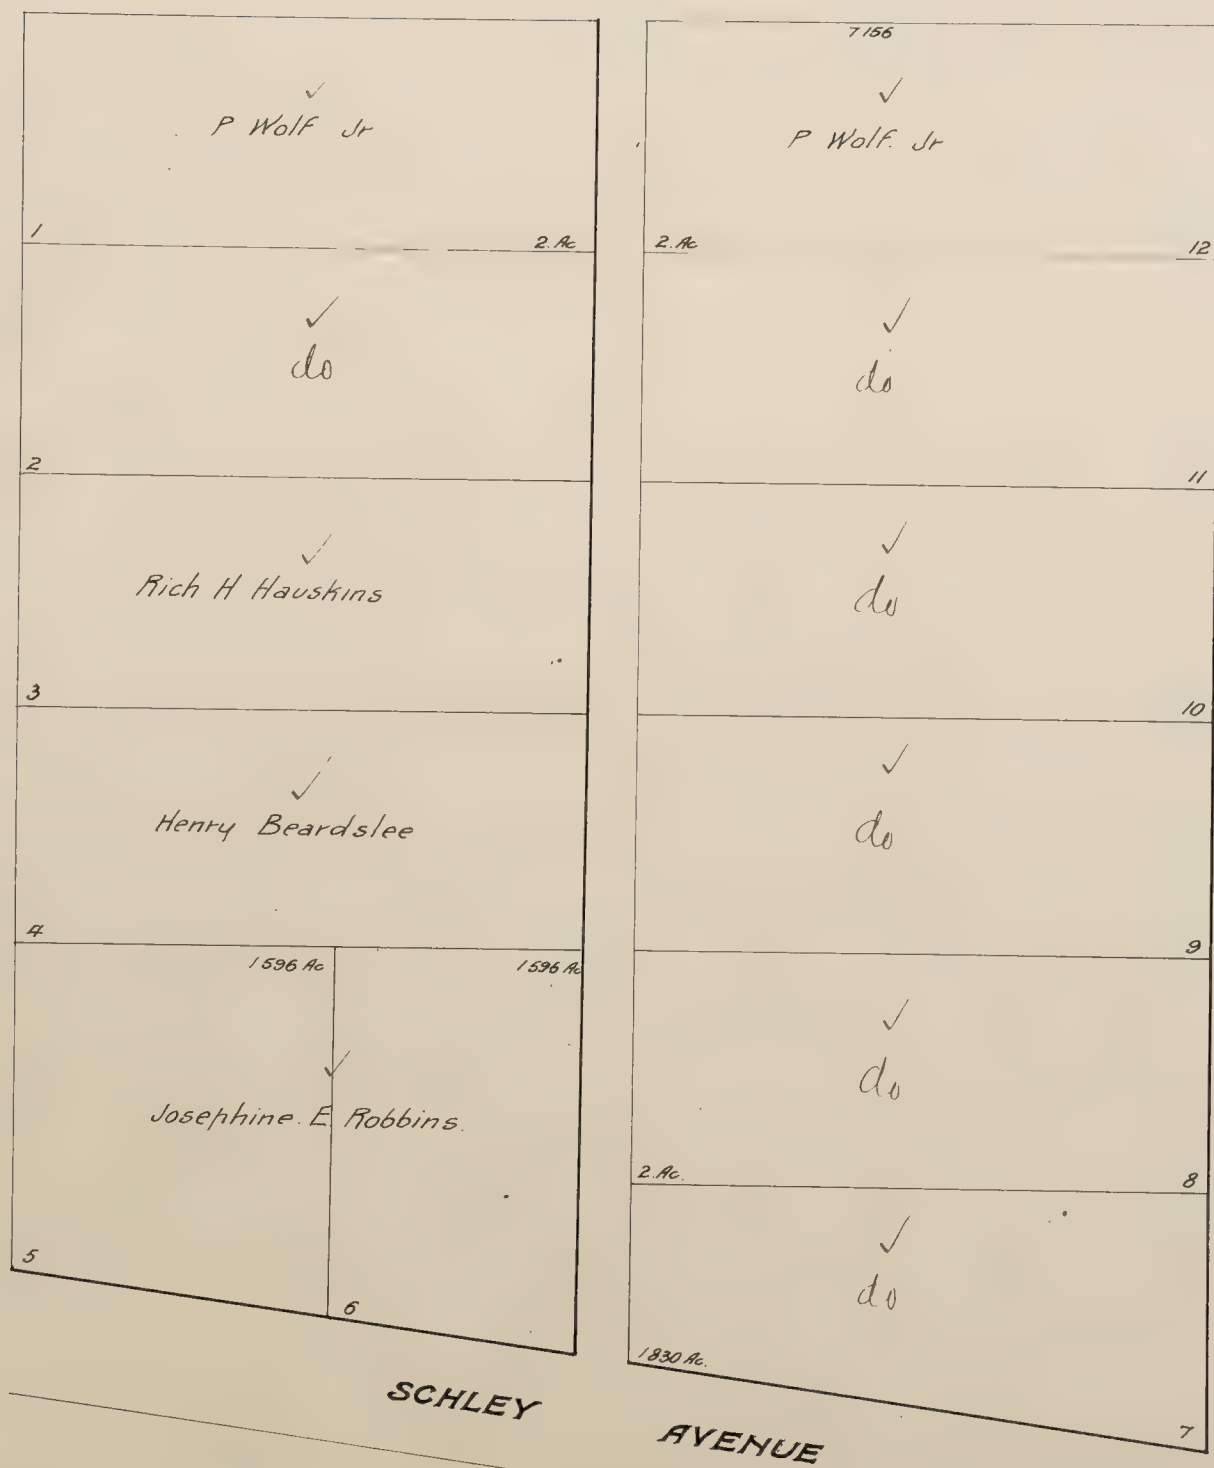 P Wolf Jr
1
2. Ac
do
2
Rich H Hauskins
3
Henry Beardslee
4
1596 Ac
1596 Ac
Josephine. E. Robbins.
5
6
7156
P Wolf. Jr
2. Ac
12
do
11
do
10
do
9
do
2. Ac.
8
do
1830 Ac.
7
SCHLEY AVENUE